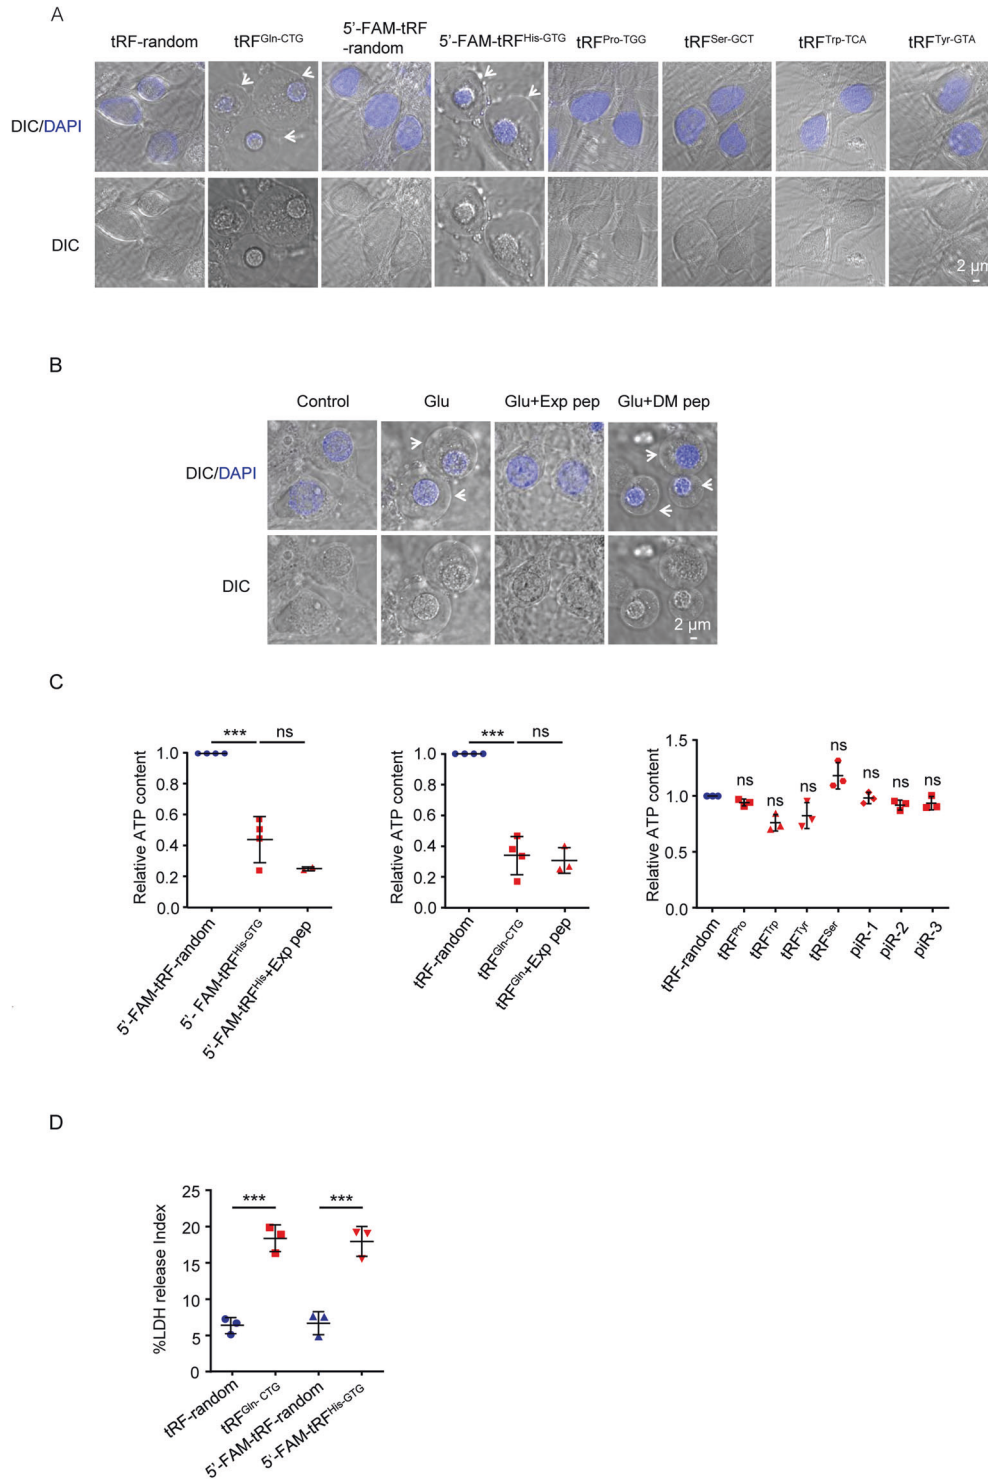 A
tRF-random tRFGln-CTG 5'-FAM-tRF
-random 5'-FAM-tRFHis-GTG tRFPro-TGG tRFSer-GCT tRFTrp-TCA tRFTyr-GTA
DIC/DAPI
DIC
2 μm
B
Control Glu Glu+Exp pep Glu+DM pep
DIC/DAPI
DIC
2 μm
C
Relative ATP content
1.0
0.8
0.6
0.4
0.2
0.0
*** ns
5'-FAM-tRF-random
5'- FAM-tRFHis-GTG
5'-FAM-tRFHis+Exp pep
Relative ATP content
1.0
0.8
0.6
0.4
0.2
0.0
*** ns
tRF-random
tRFGln-CTG
tRFGln+Exp pep
Relative ATP content
1.5
1.0
0.5
0.0
ns ns ns ns ns ns ns
tRF-random
tRFPro
tRFTrp
tRFTyr
tRFSer
piR-1
piR-2
piR-3
D
%LDH release Index
25
20
15
10
5
0
*** ***
tRF-random
tRFGln- CTG
5'-FAM-tRF-random
5'-FAM-tRFHis-GTG